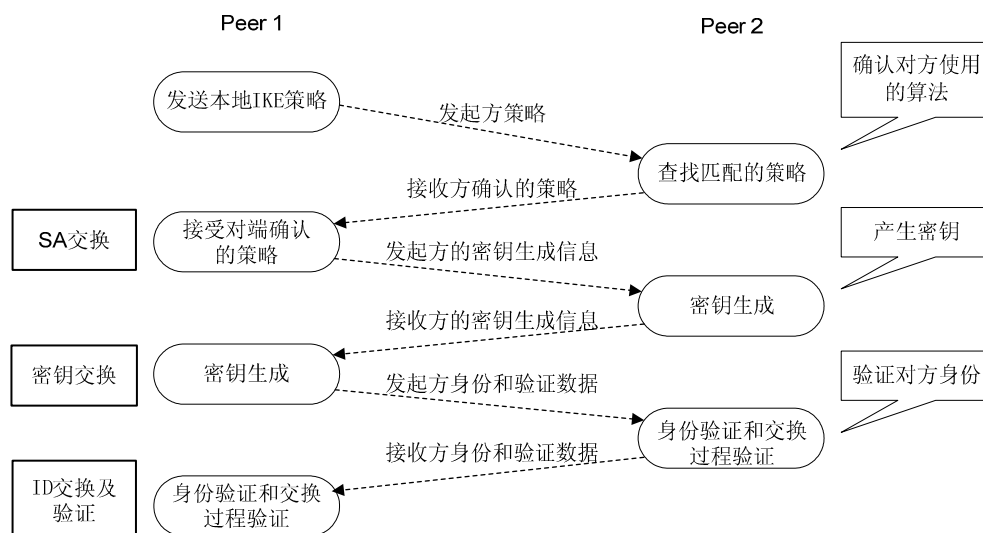 Peer 1
Peer 2
发送本地IKE策略
发起方策略
确认对方使用
的算法
查找匹配的策略
接收方确认的策略
SA交换
接受对端确认
的策略
发起方的密钥生成信息
产生密钥
密钥生成
接收方的密钥生成信息
密钥交换
密钥生成
发起方身份和验证数据
验证对方身份
身份验证和交换
过程验证
接收方身份和验证数据
ID交换及
验证
身份验证和交换
过程验证